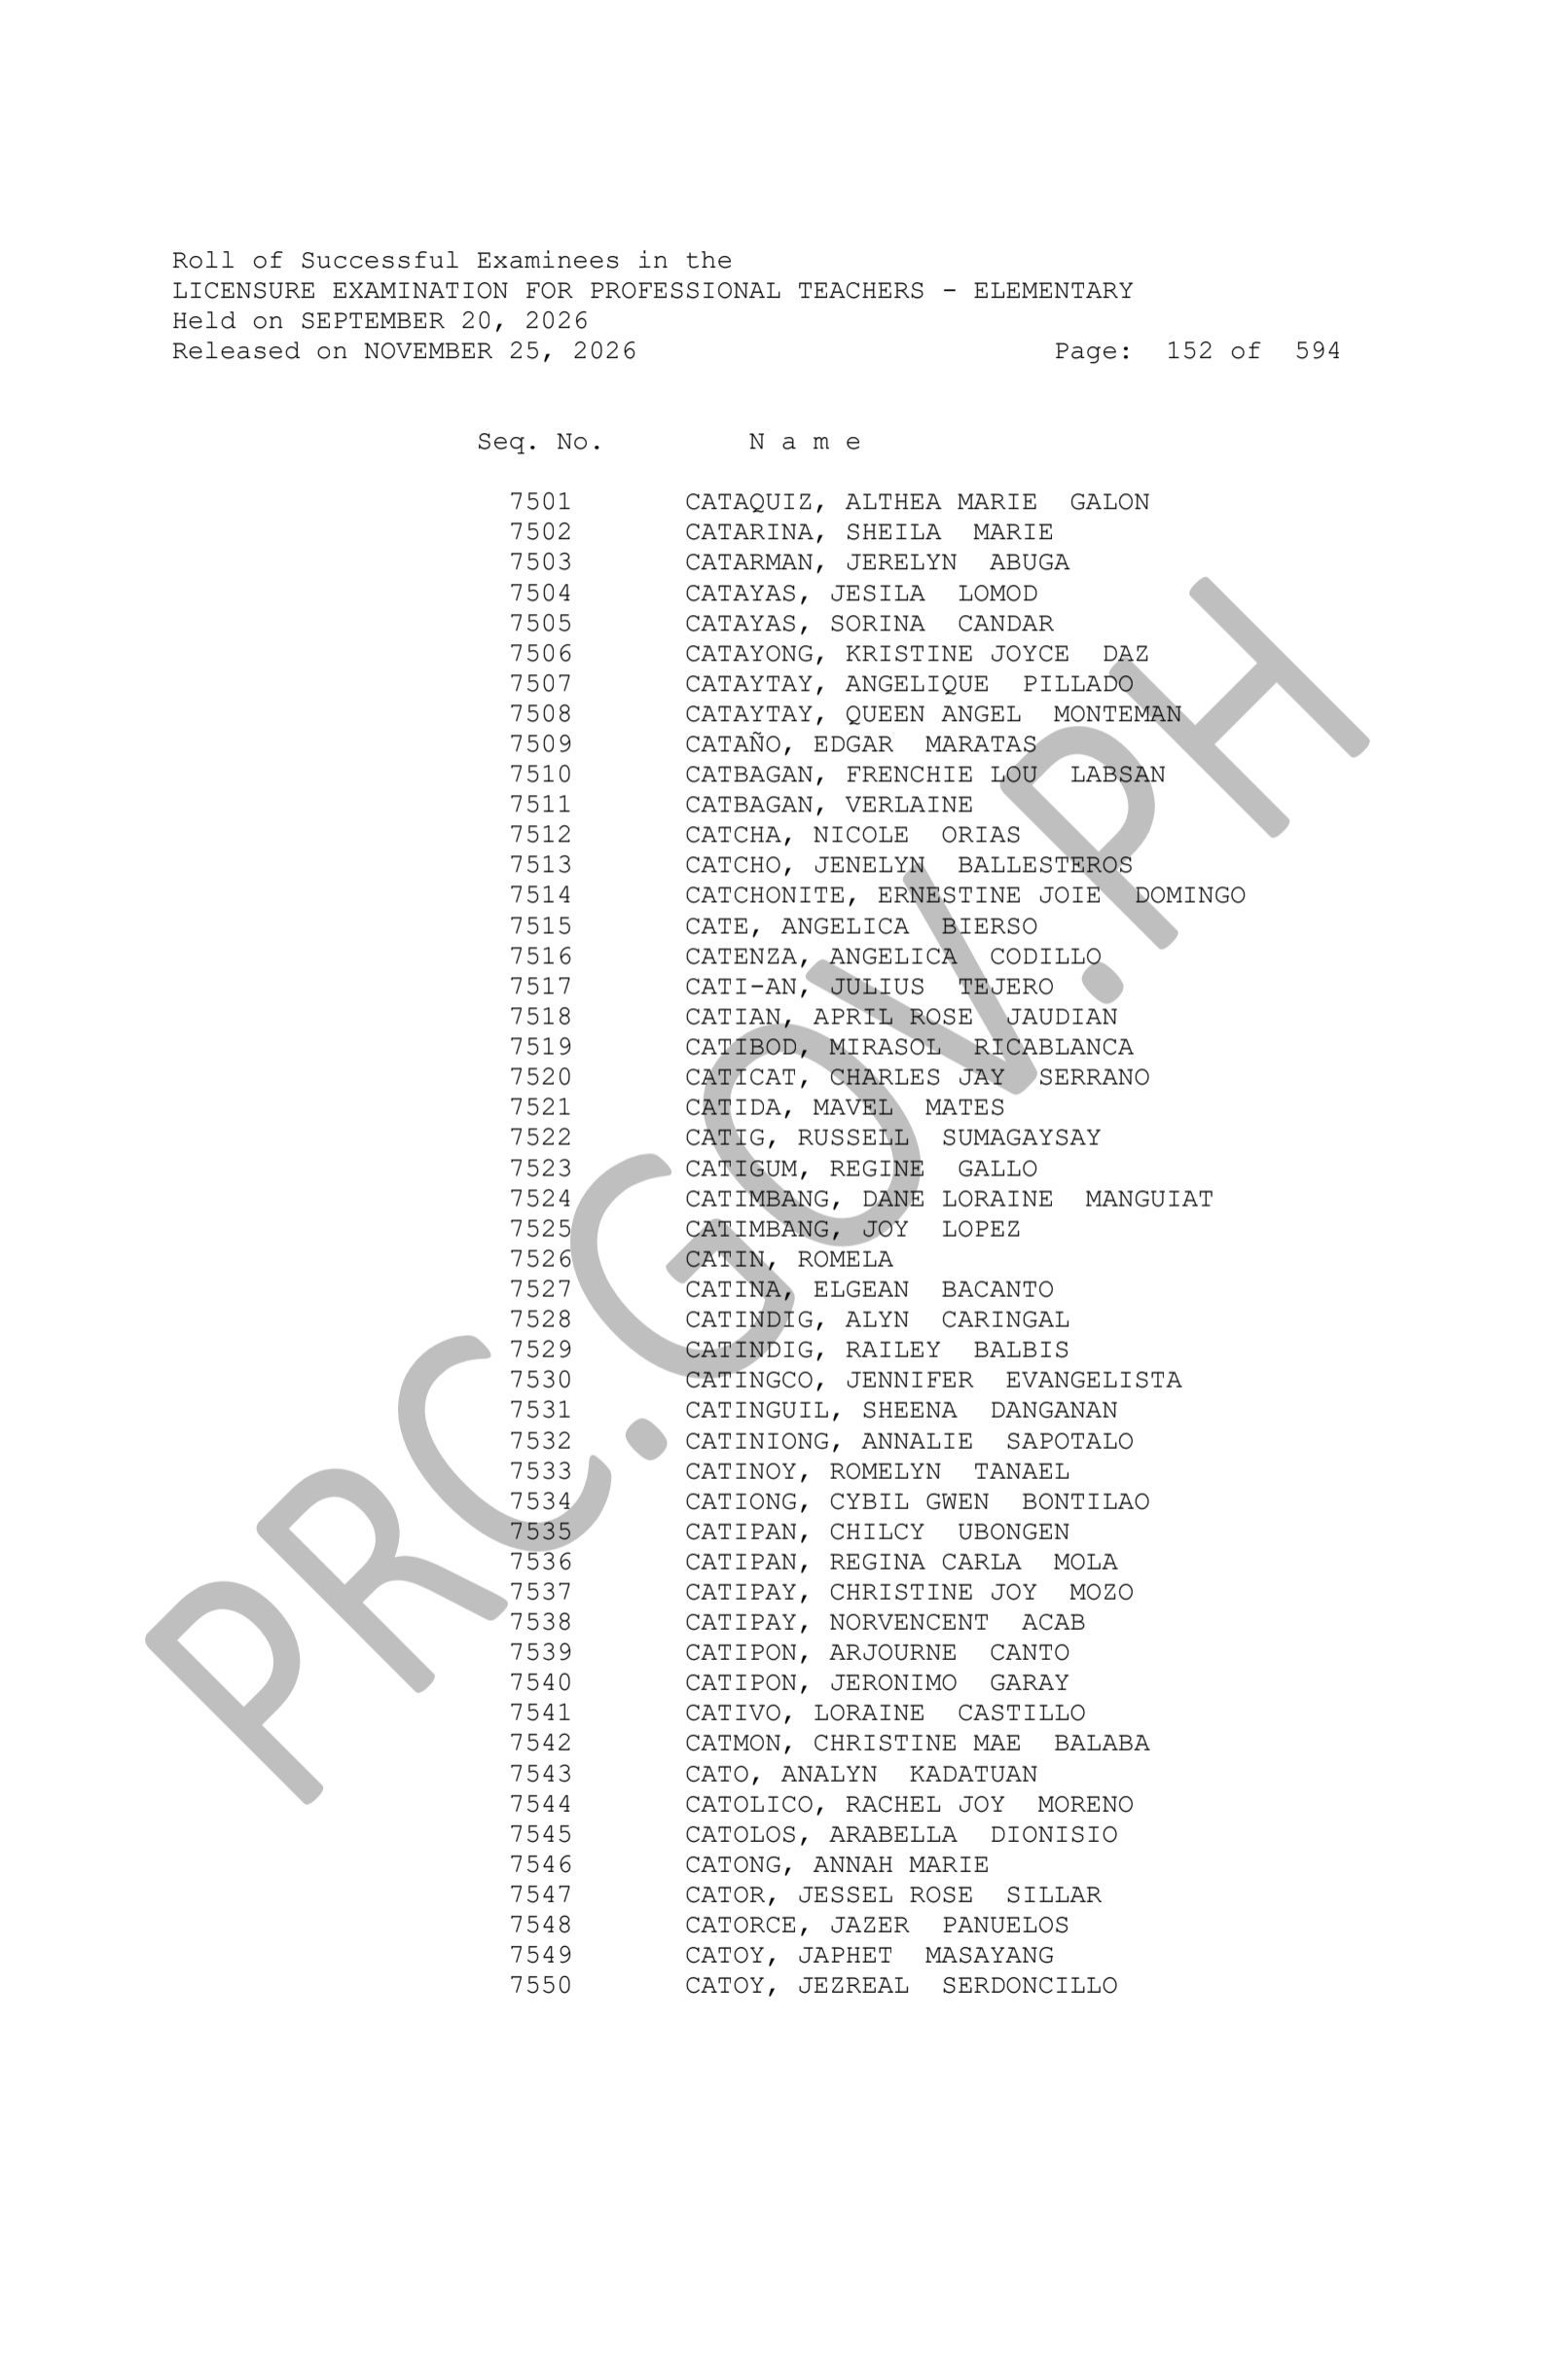 Roll of Successful Examinees in the
LICENSURE EXAMINATION FOR PROFESSIONAL TEACHERS - ELEMENTARY
Held on SEPTEMBER 20, 2026
Released on NOVEMBER 25, 2026 Page: 152 of 594
Seq. No. N a m e
7501 CATAQUIZ, ALTHEA MARIE GALON
7502 CATARINA, SHEILA MARIE
7503 CATARMAN, JERELYN ABUGA
7504 CATAYAS, JESILA LOMOD
7505 CATAYAS, SORINA CANDAR
7506 CATAYONG, KRISTINE JOYCE DAZ
7507 CATAYTAY, ANGELIQUE PILLADO
7508 CATAYTAY, QUEEN ANGEL MONTEMAN
7509 CATAÑO, EDGAR MARATAS
7510 CATBAGAN, FRENCHIE LOU LABSAN
7511 CATBAGAN, VERLAINE
7512 CATCHA, NICOLE ORIAS
7513 CATCHO, JENELYN BALLESTEROS
7514 CATCHONITE, ERNESTINE JOIE DOMINGO
7515 CATE, ANGELICA BIERSO
7516 CATENZA, ANGELICA CODILLO
7517 CATI-AN, JULIUS TEJERO
7518 CATIAN, APRIL ROSE JAUDIAN
7519 CATIBOD, MIRASOL RICABLANCA
7520 CATICAT, CHARLES JAY SERRANO
7521 CATIDA, MAVEL MATES
7522 CATIG, RUSSELL SUMAGAYSAY
7523 CATIGUM, REGINE GALLO
7524 CATIMBANG, DANE LORAINE MANGUIAT
7525 CATIMBANG, JOY LOPEZ
7526 CATIN, ROMELA
7527 CATINA, ELGEAN BACANTO
7528 CATINDIG, ALYN CARINGAL
7529 CATINDIG, RAILEY BALBIS
7530 CATINGCO, JENNIFER EVANGELISTA
7531 CATINGUIL, SHEENA DANGANAN
7532 CATINIONG, ANNALIE SAPOTALO
7533 CATINOY, ROMELYN TANAEL
7534 CATIONG, CYBIL GWEN BONTILAO
7535 CATIPAN, CHILCY UBONGEN
7536 CATIPAN, REGINA CARLA MOLA
7537 CATIPAY, CHRISTINE JOY MOZO
7538 CATIPAY, NORVENCENT ACAB
7539 CATIPON, ARJOURNE CANTO
7540 CATIPON, JERONIMO GARAY
7541 CATIVO, LORAINE CASTILLO
7542 CATMON, CHRISTINE MAE BALABA
7543 CATO, ANALYN KADATUAN
7544 CATOLICO, RACHEL JOY MORENO
7545 CATOLOS, ARABELLA DIONISIO
7546 CATONG, ANNAH MARIE
7547 CATOR, JESSEL ROSE SILLAR
7548 CATORCE, JAZER PANUELOS
7549 CATOY, JAPHET MASAYANG
7550 CATOY, JEZREAL SERDONCILLO
PRC.GOV.PH